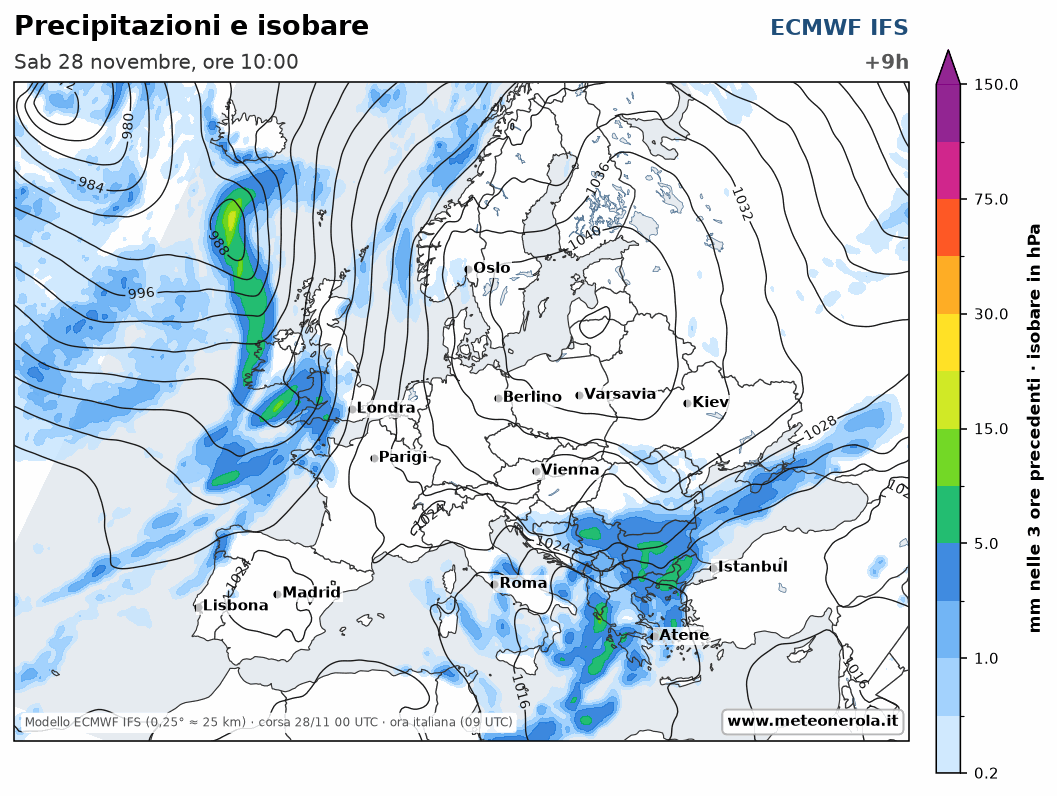 Precipitazioni e isobare
ECMWF IFS
Sab 28 novembre, ore 10:00
+9h
980
984
988
996
1036
1040
1032
1028
1024
1024
1024
1016
1016
Oslo
Berlino
Varsavia
Kiev
Londra
Parigi
Vienna
Istanbul
Roma
Madrid
Lisbona
Atene
Modello ECMWF IFS (0,25° ≈ 25 km) · corsa 28/11 00 UTC · ora italiana (09 UTC)
www.meteonerola.it
150.0
75.0
30.0
15.0
5.0
1.0
0.2
mm nelle 3 ore precedenti · isobare in hPa